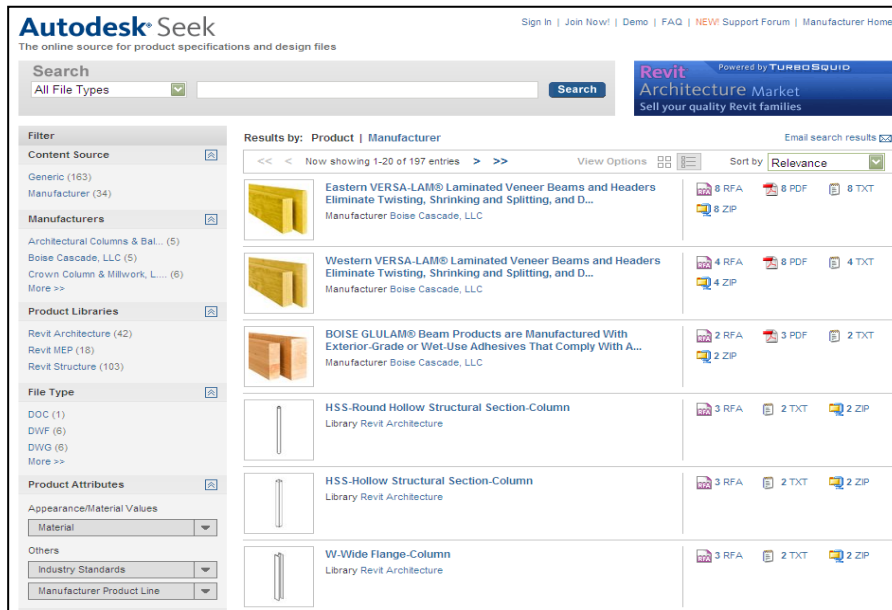 Autodesk® Seek
The online source for product specifications and design files
Sign In | Join Now! | Demo | FAQ | NEW! Support Forum | Manufacturer Home
Search
All File Types
Search
Revit
Powered by TURBOSQUID
Architecture Market
Sell your quality Revit families
Filter
Content Source
Generic (163)
Manufacturer (34)
Manufacturers
Architectural Columns & Bal... (5)
Boise Cascade, LLC (5)
Crown Column & Millwork, L.... (6)
More >>
Product Libraries
Revit Architecture (42)
Revit MEP (18)
Revit Structure (103)
File Type
DOC (1)
DWF (6)
DWG (6)
More >>
Product Attributes
Appearance/Material Values
Material
Others
Industry Standards
Manufacturer Product Line
Results by: Product | Manufacturer
Email search results
<< < Now showing 1-20 of 197 entries > >>
View Options
Sort by Relevance
Eastern VERSA-LAM® Laminated Veneer Beams and Headers
Eliminate Twisting, Shrinking and Splitting, and D...
Manufacturer Boise Cascade, LLC
RFA 8 RFA 8 PDF 8 TXT
8 ZIP
Western VERSA-LAM® Laminated Veneer Beams and Headers
Eliminate Twisting, Shrinking and Splitting, and D...
Manufacturer Boise Cascade, LLC
RFA 4 RFA 8 PDF 4 TXT
4 ZIP
BOISE GLULAM® Beam Products are Manufactured With
Exterior-Grade or Wet-Use Adhesives That Comply With A...
Manufacturer Boise Cascade, LLC
RFA 2 RFA 3 PDF 2 TXT
2 ZIP
HSS-Round Hollow Structural Section-Column
Library Revit Architecture
RFA 3 RFA 2 TXT 2 ZIP
HSS-Hollow Structural Section-Column
Library Revit Architecture
RFA 3 RFA 2 TXT 2 ZIP
W-Wide Flange-Column
Library Revit Architecture
RFA 3 RFA 2 TXT 2 ZIP